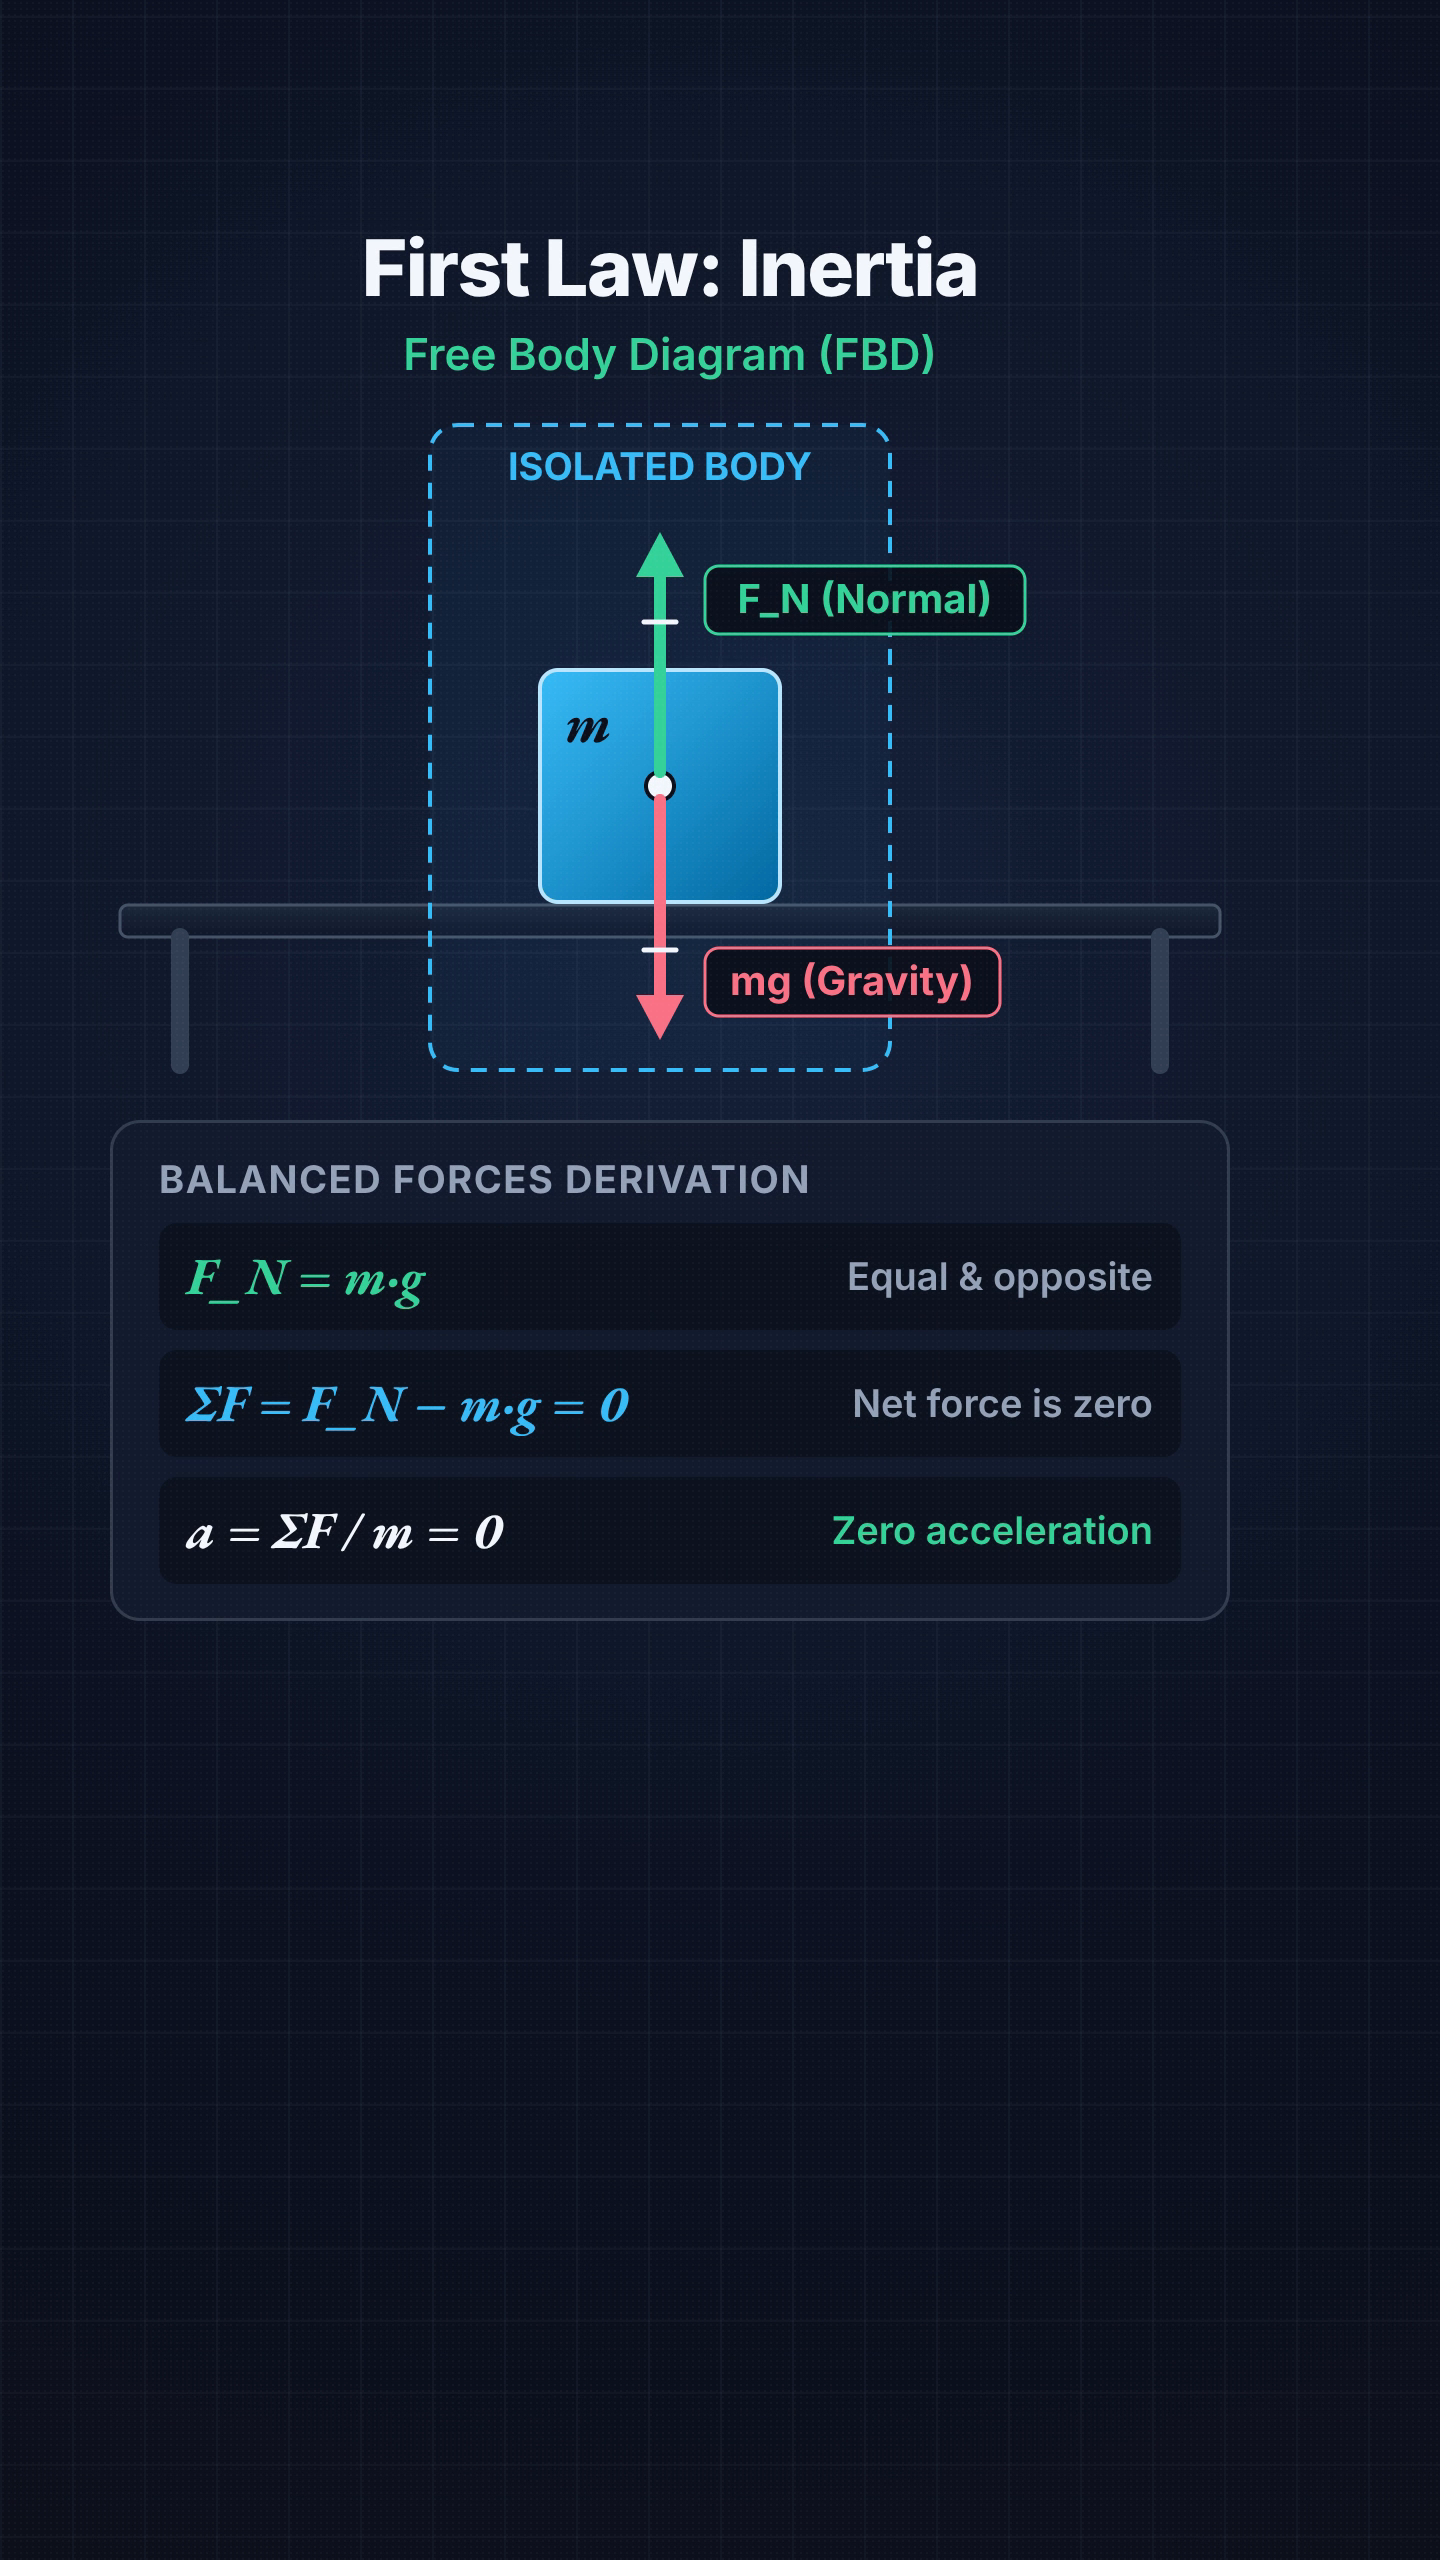 First Law: Inertia
Free Body Diagram (FBD)
ISOLATED BODY
F_N (Normal)
m
mg (Gravity)
BALANCED FORCES DERIVATION
F_N = m·g Equal & opposite
ΣF = F_N − m·g = 0 Net force is zero
a = ΣF / m = 0 Zero acceleration